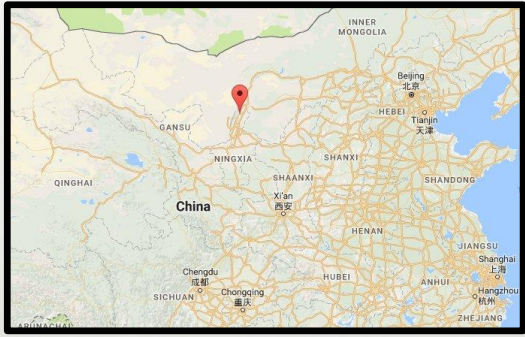 INNER
MONGOLIA
Beijing
北京
HEBEI
Tianjin
天津
GANSU
NINGXIA
SHANXI
SHAANXI
SHANDONG
QINGHAI
Xi'an
西安
China
HENAN
JIANGSU
Shanghai
上海
Chengdu
成都
HUBEI
ANHUI
Hangzhou
杭州
Chongqing
重庆
SICHUAN
ZHEJIANG
ARUNACHAL